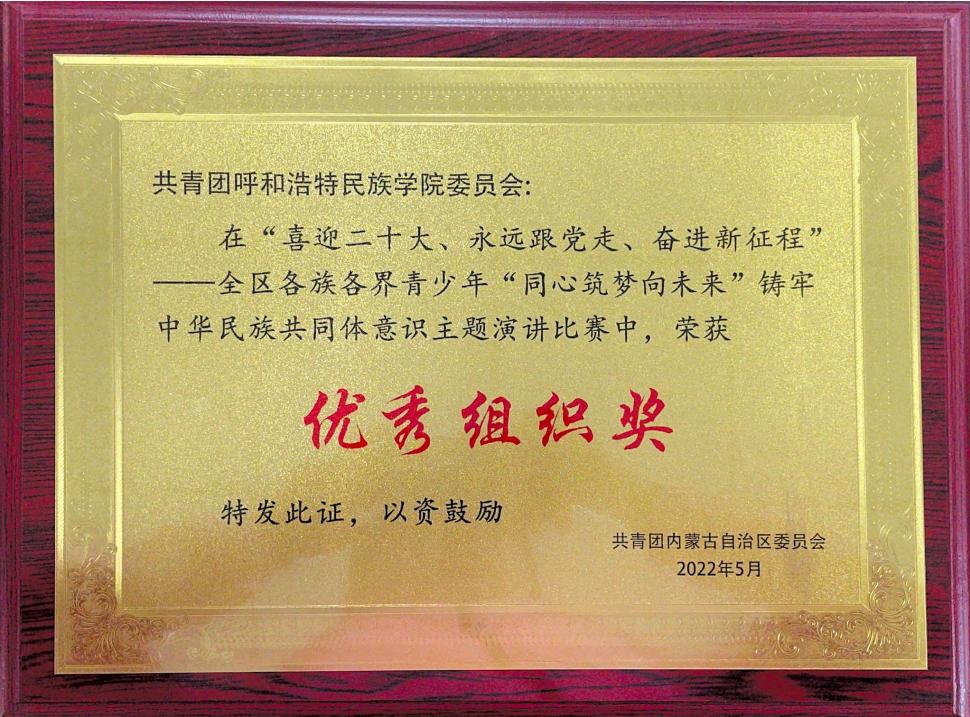 共青团呼和浩特民族学院委员会:
在“喜迎二十大、永远跟党走、奋进新征程”
——全区各族各界青少年“同心筑梦向未来”铸牢
中华民族共同体意识主题演讲比赛中，荣获
优秀组织奖
特发此证，以资鼓励
共青团内蒙古自治区委员会
2022年5月